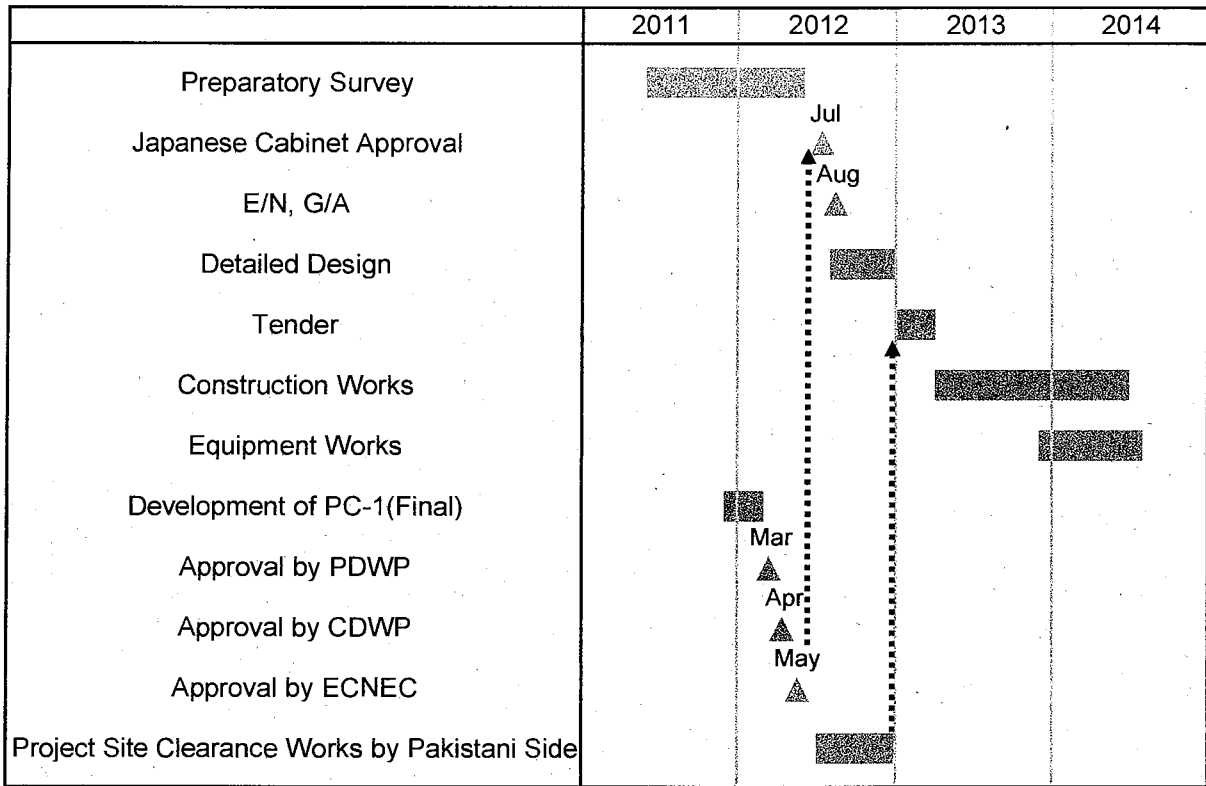 2011 2012 2013 2014
Preparatory Survey
Jul
Japanese Cabinet Approval
Aug
E/N, G/A
Detailed Design
Tender
Construction Works
Equipment Works
Development of PC-1(Final)
Mar
Approval by PDWP
Apr
Approval by CDWP
May
Approval by ECNEC
Project Site Clearance Works by Pakistani Side